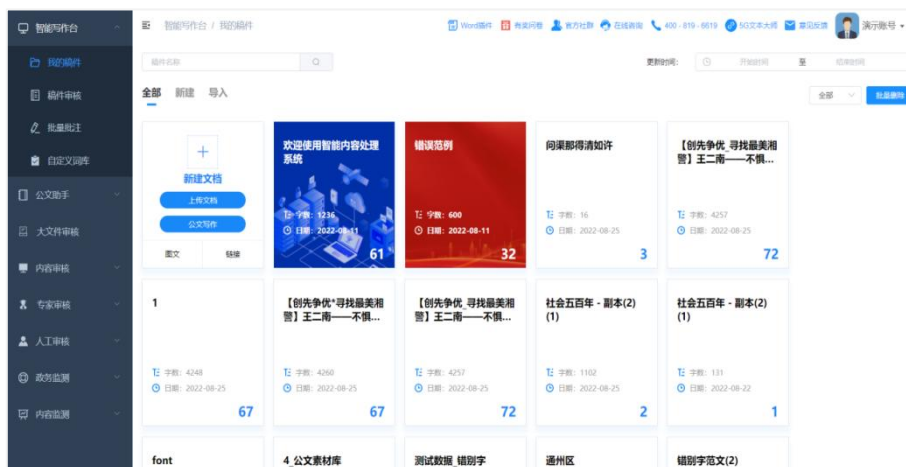 智能写作台
智能写作台 / 我的稿件
Word插件
有奖问卷
官方社群
在线咨询
400 - 819 - 6619
5G文本大师
意见反馈
演示账号
我的稿件
稿件审核
批量批注
自定义词库
公文助手
大文件审核
内容审核
专家审核
人工审核
政务监测
内容监测
稿件名称
更新时间:
开始时间
至
结束时间
全部 新建 导入
全部
批量删除
新建文档
上传文档
公文写作
图文
链接
欢迎使用智能内容处理
系统
字数: 1236
日期: 2022-08-11
61
错误范例
字数: 600
日期: 2022-08-11
32
问渠那得清如许
字数: 16
日期: 2022-08-25
3
【创先争优_寻找最美湘
警】王二南——不惧...
字数: 4257
日期: 2022-08-25
72
1
字数: 4248
日期: 2022-08-25
67
【创先争优*寻找最美湘
警】王二南——不惧...
字数: 4260
日期: 2022-08-25
67
【创先争优_寻找最美湘
警】王二南——不惧...
字数: 4257
日期: 2022-08-25
72
社会五百年 - 副本(2)
(1)
字数: 1102
日期: 2022-08-25
2
社会五百年 - 副本(2)
(1)
字数: 131
日期: 2022-08-22
1
font
4_公文素材库
测试数据_错别字
通州区
错别字范文(2)